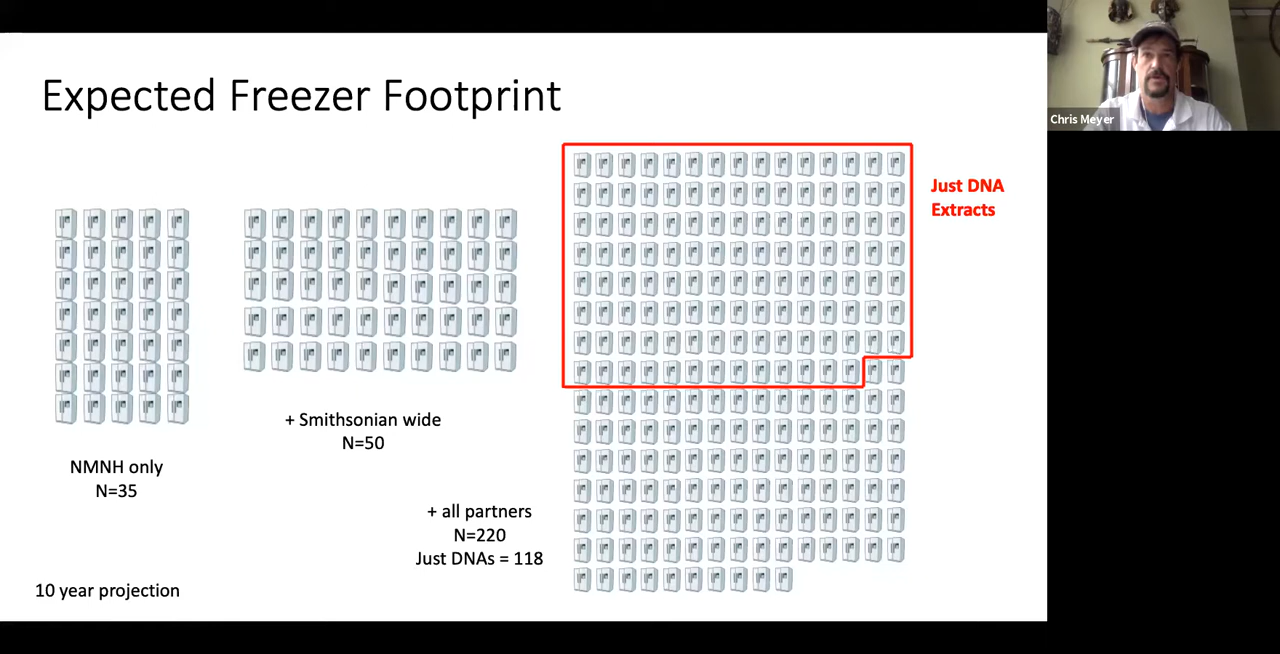 Expected Freezer Footprint
Chris Meyer
Just DNA
Extracts
+ Smithsonian wide
N=50
NMNH only
N=35
+ all partners
N=220
Just DNAs = 118
10 year projection